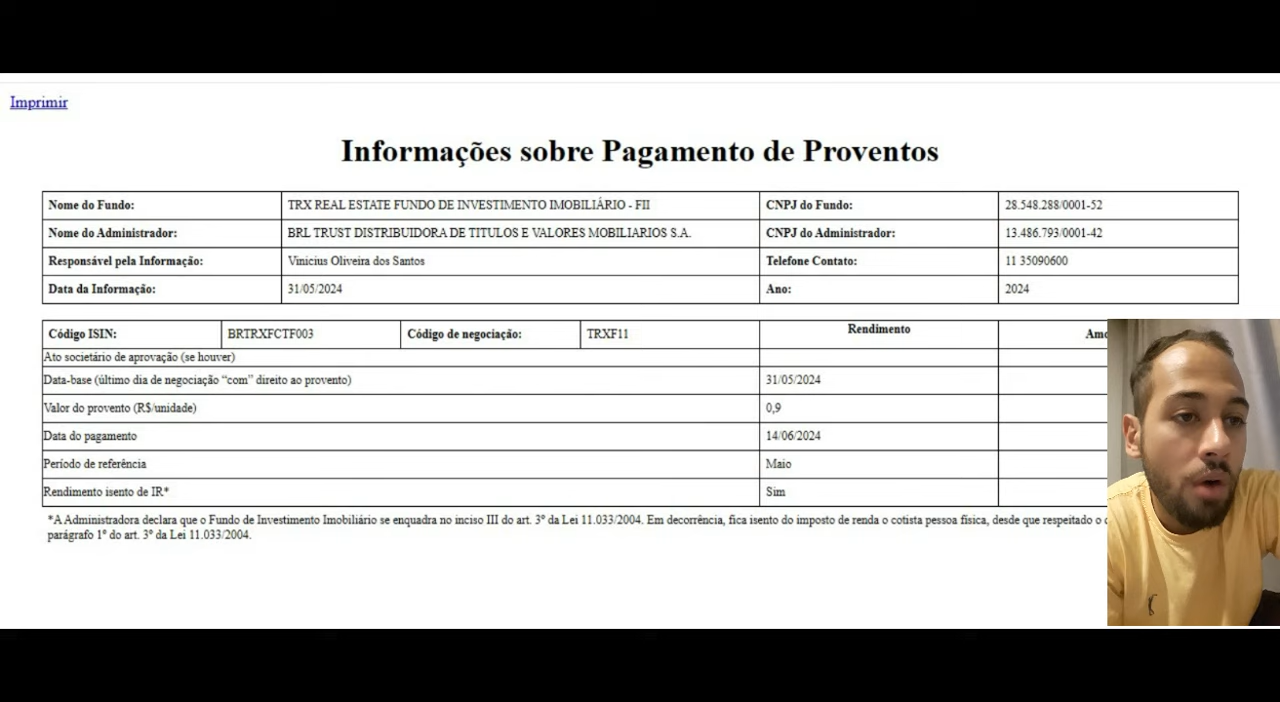 Imprimir
Informações sobre Pagamento de Proventos
Nome do Fundo: TRX REAL ESTATE FUNDO DE INVESTIMENTO IMOBILIÁRIO - FII CNPJ do Fundo: 28.548.288/0001-52
Nome do Administrador: BRL TRUST DISTRIBUIDORA DE TITULOS E VALORES MOBILIARIOS S.A. CNPJ do Administrador: 13.486.793/0001-42
Responsável pela Informação: Vinicius Oliveira dos Santos Telefone Contato: 11 35090600
Data da Informação: 31/05/2024 Ano: 2024
Código ISIN: BRTRXFCTF003 Código de negociação: TRXF11 Rendimento
Ato societário de aprovação (se houver)
Data-base (último dia de negociação “com” direito ao provento) 31/05/2024
Valor do provento (R$/unidade) 0,9
Data do pagamento 14/06/2024
Período de referência Maio
Rendimento isento de IR* Sim
*A Administradora declara que o Fundo de Investimento Imobiliário se enquadra no inciso III do art. 3º da Lei 11.033/2004. Em decorrência, fica isento do imposto de renda o cotista pessoa física, desde que respeitado o
parágrafo 1º do art. 3º da Lei 11.033/2004.